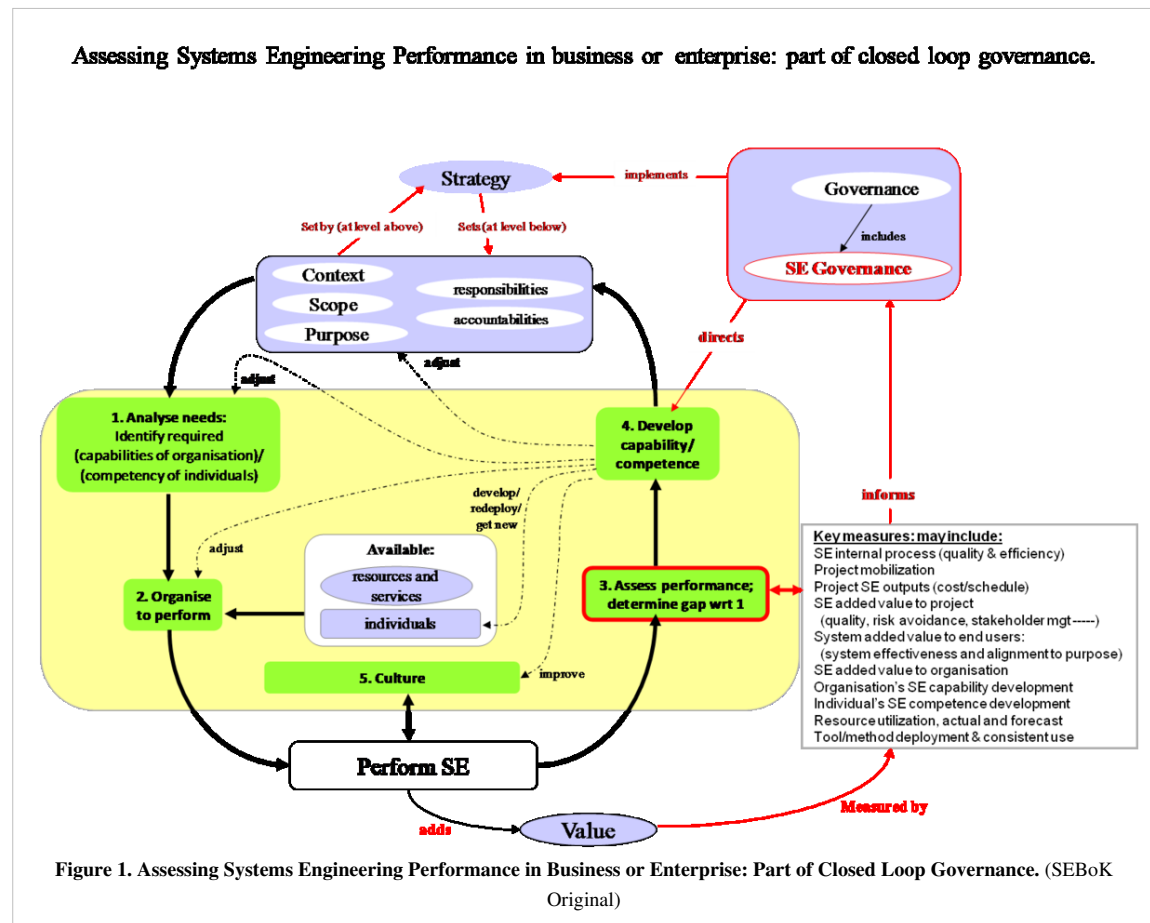 Assessing Systems Engineering Performance in business or enterprise: part of closed loop governance.
Strategy
implements
Governance
includes
SE Governance
Set by (at level above)
Sets (at level below)
Context
Scope
Purpose
responsibilities
accountabilities
directs
adjust
adjust
1. Analyse needs:
Identify required
(capabilities of organisation)/
(competency of individuals)
4. Develop
capability/
competence
informs
develop/
redeploy/
get new
adjust
Available:
resources and
services
individuals
2. Organise
to perform
3. Assess performance;
determine gap wrt 1
Key measures: may include:
SE internal process (quality & efficiency)
Project mobilization
Project SE outputs (cost/schedule)
SE added value to project
(quality, risk avoidance, stakeholder mgt-----)
System added value to end users:
(system effectiveness and alignment to purpose)
SE added value to organisation
Organisation's SE capability development
Individual's SE competence development
Resource utilization, actual and forecast
Tool/method deployment & consistent use
5. Culture
improve
Perform SE
adds
Value
Measured by
Figure 1. Assessing Systems Engineering Performance in Business or Enterprise: Part of Closed Loop Governance. (SEBoK
Original)